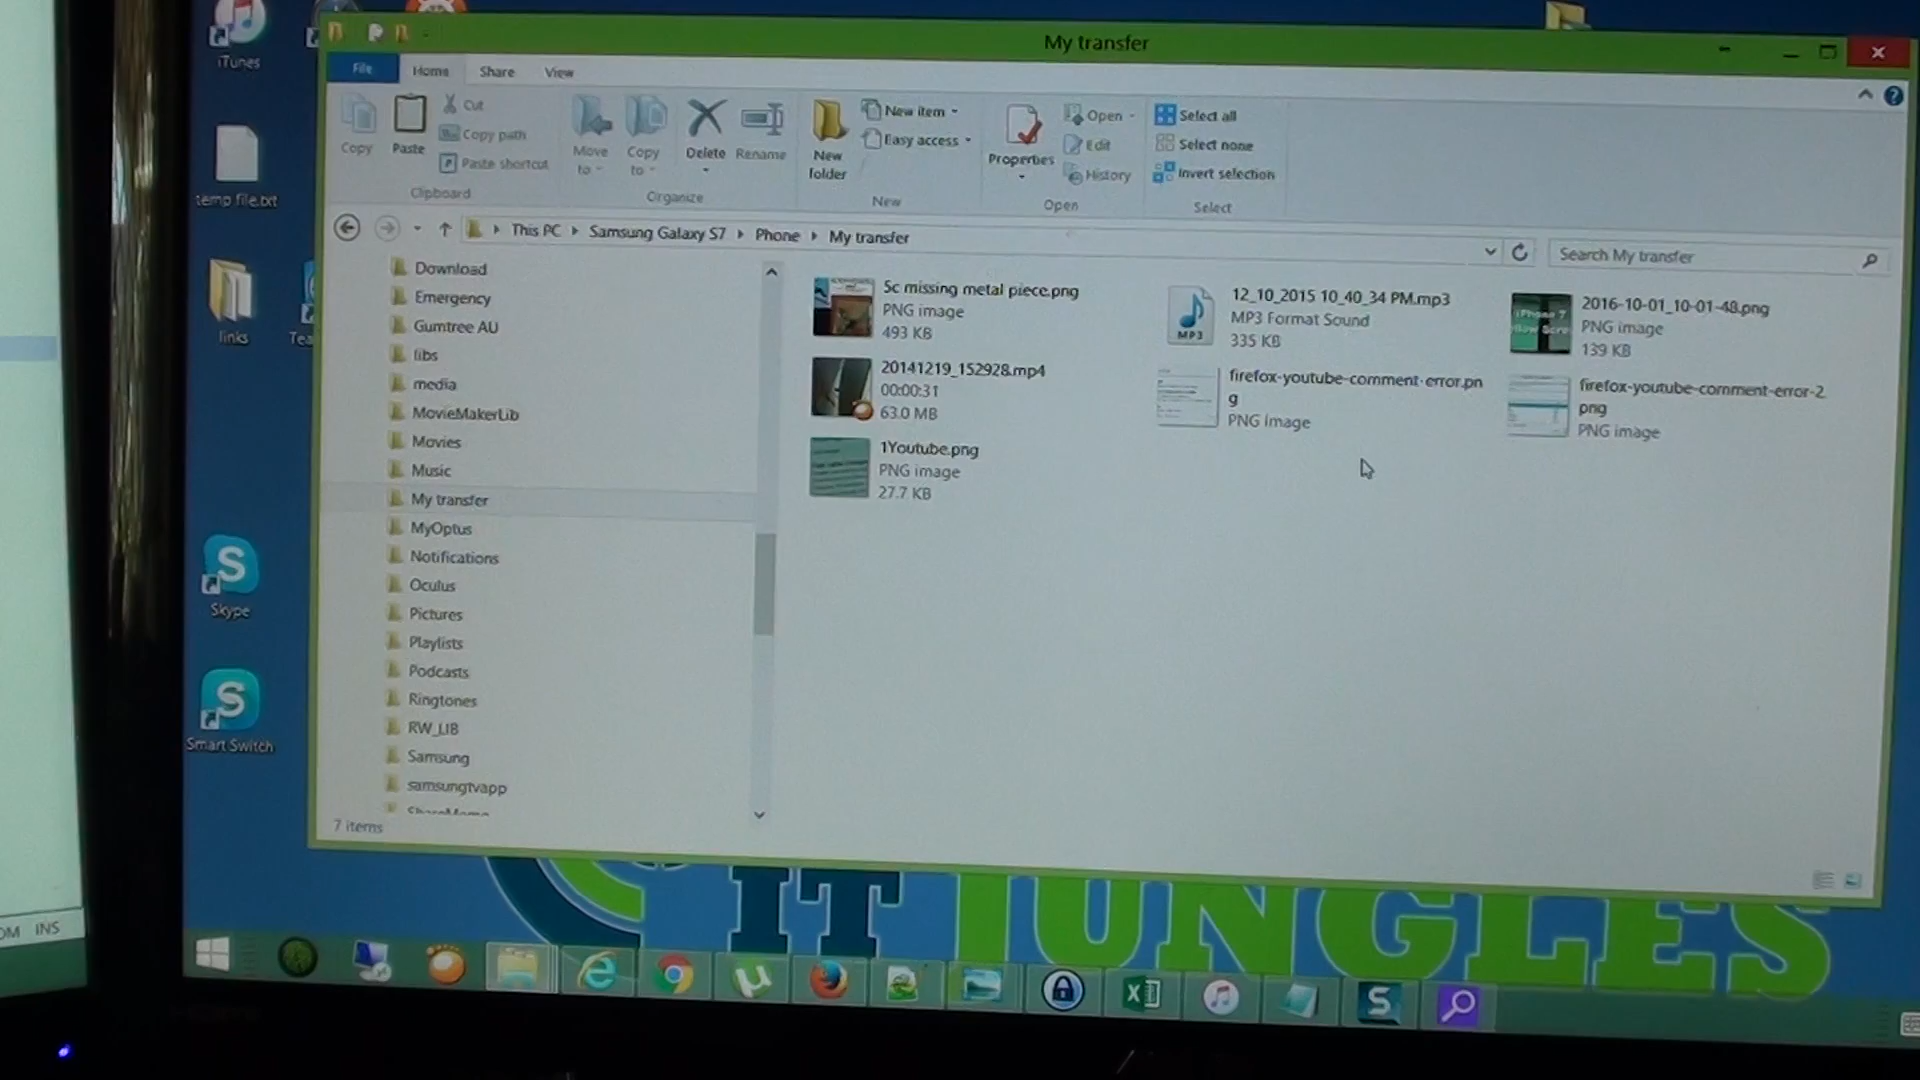 My transfer
File Home Share View
Copy
Paste
Cut
Copy path
Paste shortcut
Clipboard
Move to
Copy to
Delete
Rename
Organize
New folder
New item
Easy access
New
Properties
Open
Edit
History
Open
Select all
Select none
Invert selection
Select
This PC Samsung Galaxy S7 Phone My transfer
Search My transfer
Download
Emergency
Gumtree AU
libs
media
MovieMakerLib
Movies
Music
My transfer
MyOptus
Notifications
Oculus
Pictures
Playlists
Podcasts
Ringtones
RW_LIB
Samsung
samsungtvapp
7 items
5c missing metal piece.png
PNG image
493 KB
12_10_2015 10_40_34 PM.mp3
MP3 Format Sound
335 KB
MP3
2016-10-01_10-01-48.png
PNG image
139 KB
iPhone 7
20141219_152928.mp4
00:00:31
63.0 MB
firefox-youtube-comment-error.pn
g
PNG image
firefox-youtube-comment-error-2.
png
PNG image
1Youtube.png
PNG image
27.7 KB
iTunes
temp file.txt
links
Tea
Skype
Smart Switch
INS
IT JUNGLES